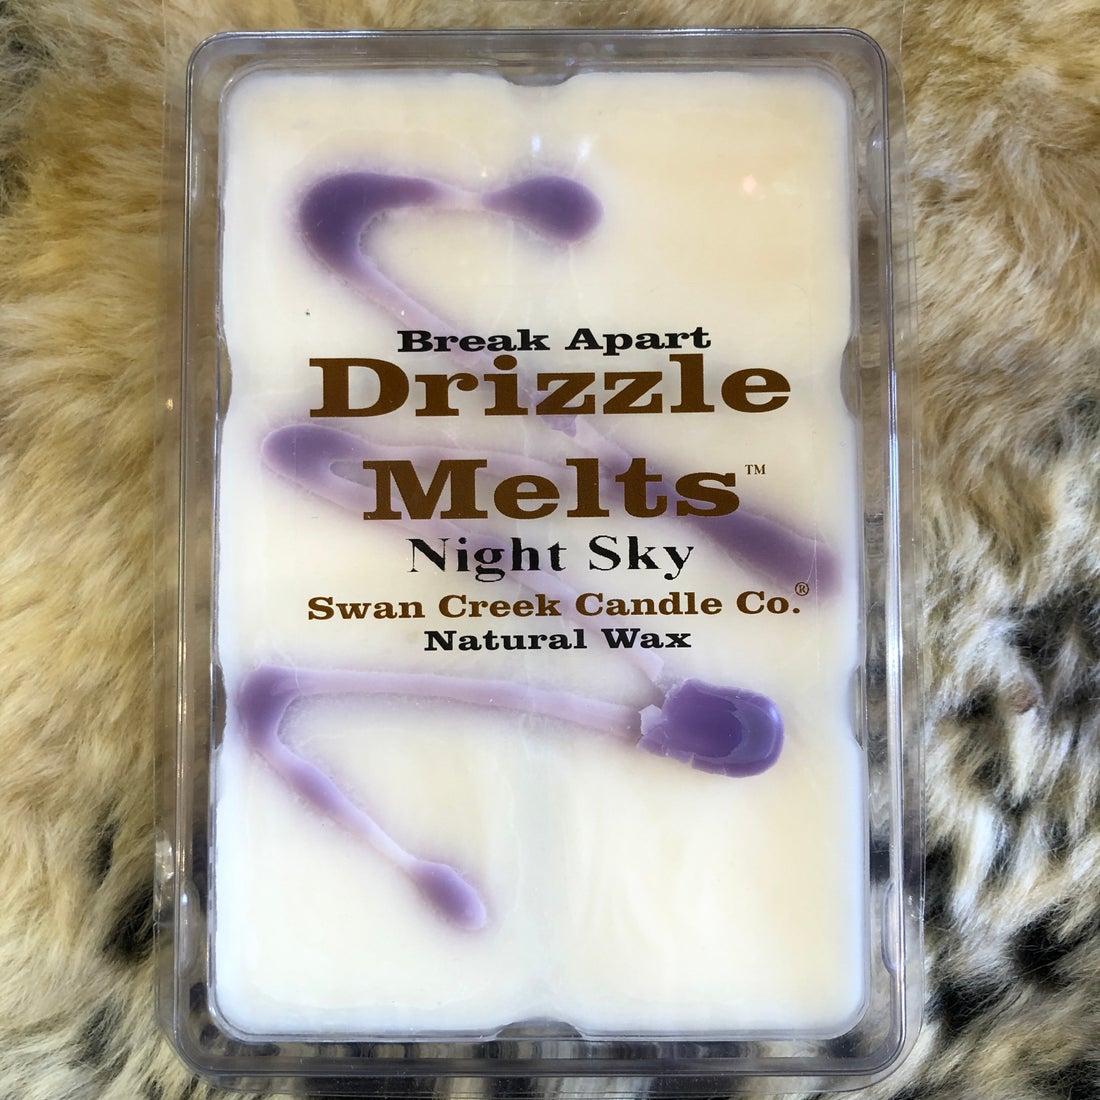 Break Apart
Drizzle
Melts™
Night Sky
Swan Creek Candle Co.®
Natural Wax